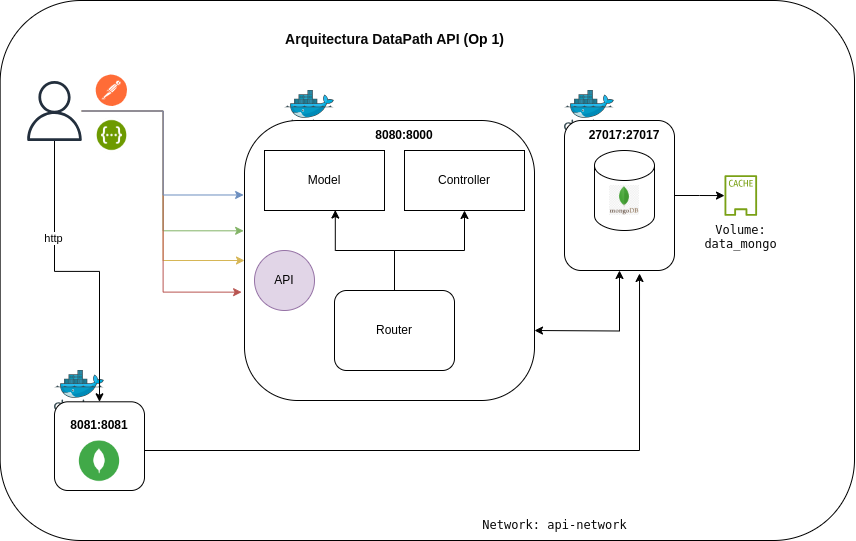 Arquitectura DataPath API (Op 1)
8080:8000
27017:27017
Model
Controller
mongoDB
CACHE
Volume:
data_mongo
http
API
Router
8081:8081
Network: api-network